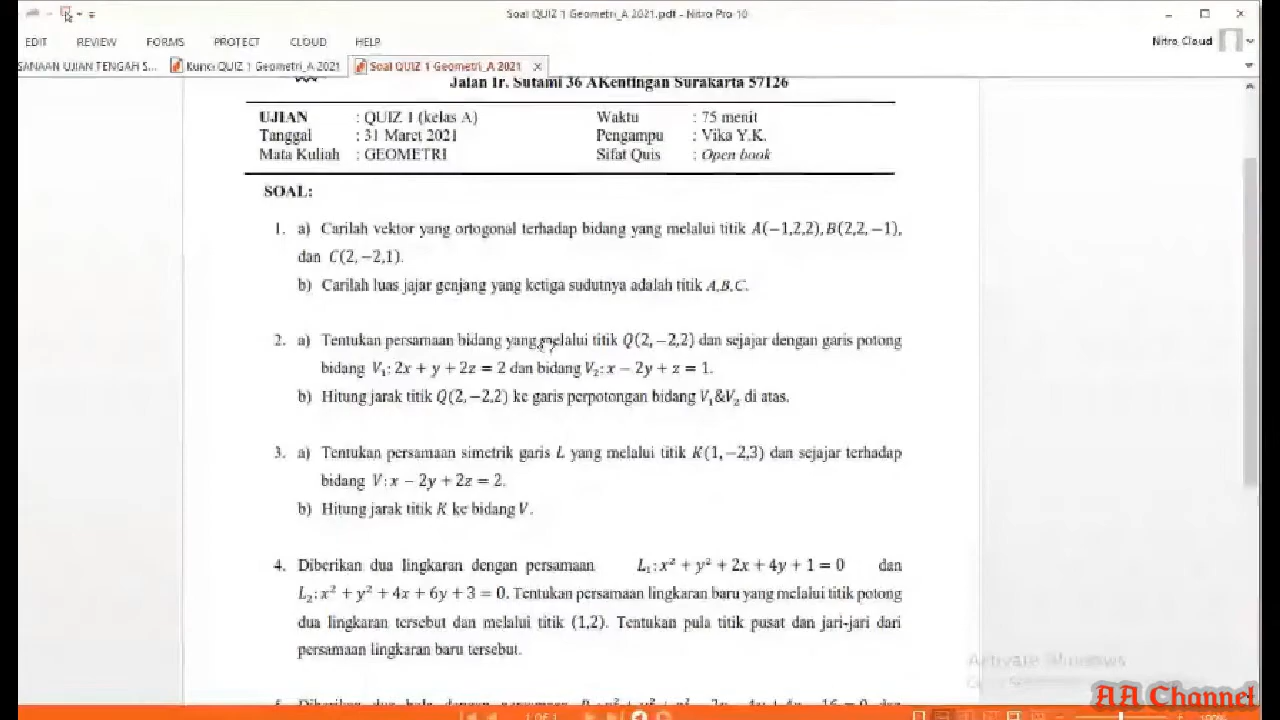 Soal QUIZ 1 Geometri_A 2021.pdf - Nitro Pro 10
EDIT REVIEW FORMS PROTECT CLOUD HELP Nitro Cloud
SANAAN UJIAN TENGAH S... Kunci QUIZ 1 Geometri_A 2021 Soal QUIZ 1 Geometri_A 2021
Jalan Ir. Sutami 36 AKentingan Surakarta 57126
UJIAN : QUIZ I (kelas A) Waktu : 75 menit
Tanggal : 31 Maret 2021 Pengampu : Vika Y.K.
Mata Kuliah : GEOMETRI Sifat Quis : Open book
SOAL:
1. a) Carilah vektor yang ortogonal terhadap bidang yang melalui titik A(−1,2,2), B(2,2,−1),
dan C(2,−2,1).
b) Carilah luas jajar genjang yang ketiga sudutnya adalah titik A,B,C.
2. a) Tentukan persamaan bidang yang melalui titik Q(2,−2,2) dan sejajar dengan garis potong
bidang V₁: 2x + y + 2z = 2 dan bidang V₂: x − 2y + z = 1.
b) Hitung jarak titik Q(2,−2,2) ke garis perpotongan bidang V₁&V₂ di atas.
3. a) Tentukan persamaan simetrik garis L yang melalui titik K(1,−2,3) dan sejajar terhadap
bidang V: x − 2y + 2z = 2.
b) Hitung jarak titik K ke bidang V.
4. Diberikan dua lingkaran dengan persamaan L₁: x² + y² + 2x + 4y + 1 = 0 dan
L₂: x² + y² + 4x + 6y + 3 = 0. Tentukan persamaan lingkaran baru yang melalui titik potong
dua lingkaran tersebut dan melalui titik (1,2). Tentukan pula titik pusat dan jari-jari dari
persamaan lingkaran baru tersebut.
Activate Windows
AA Channel